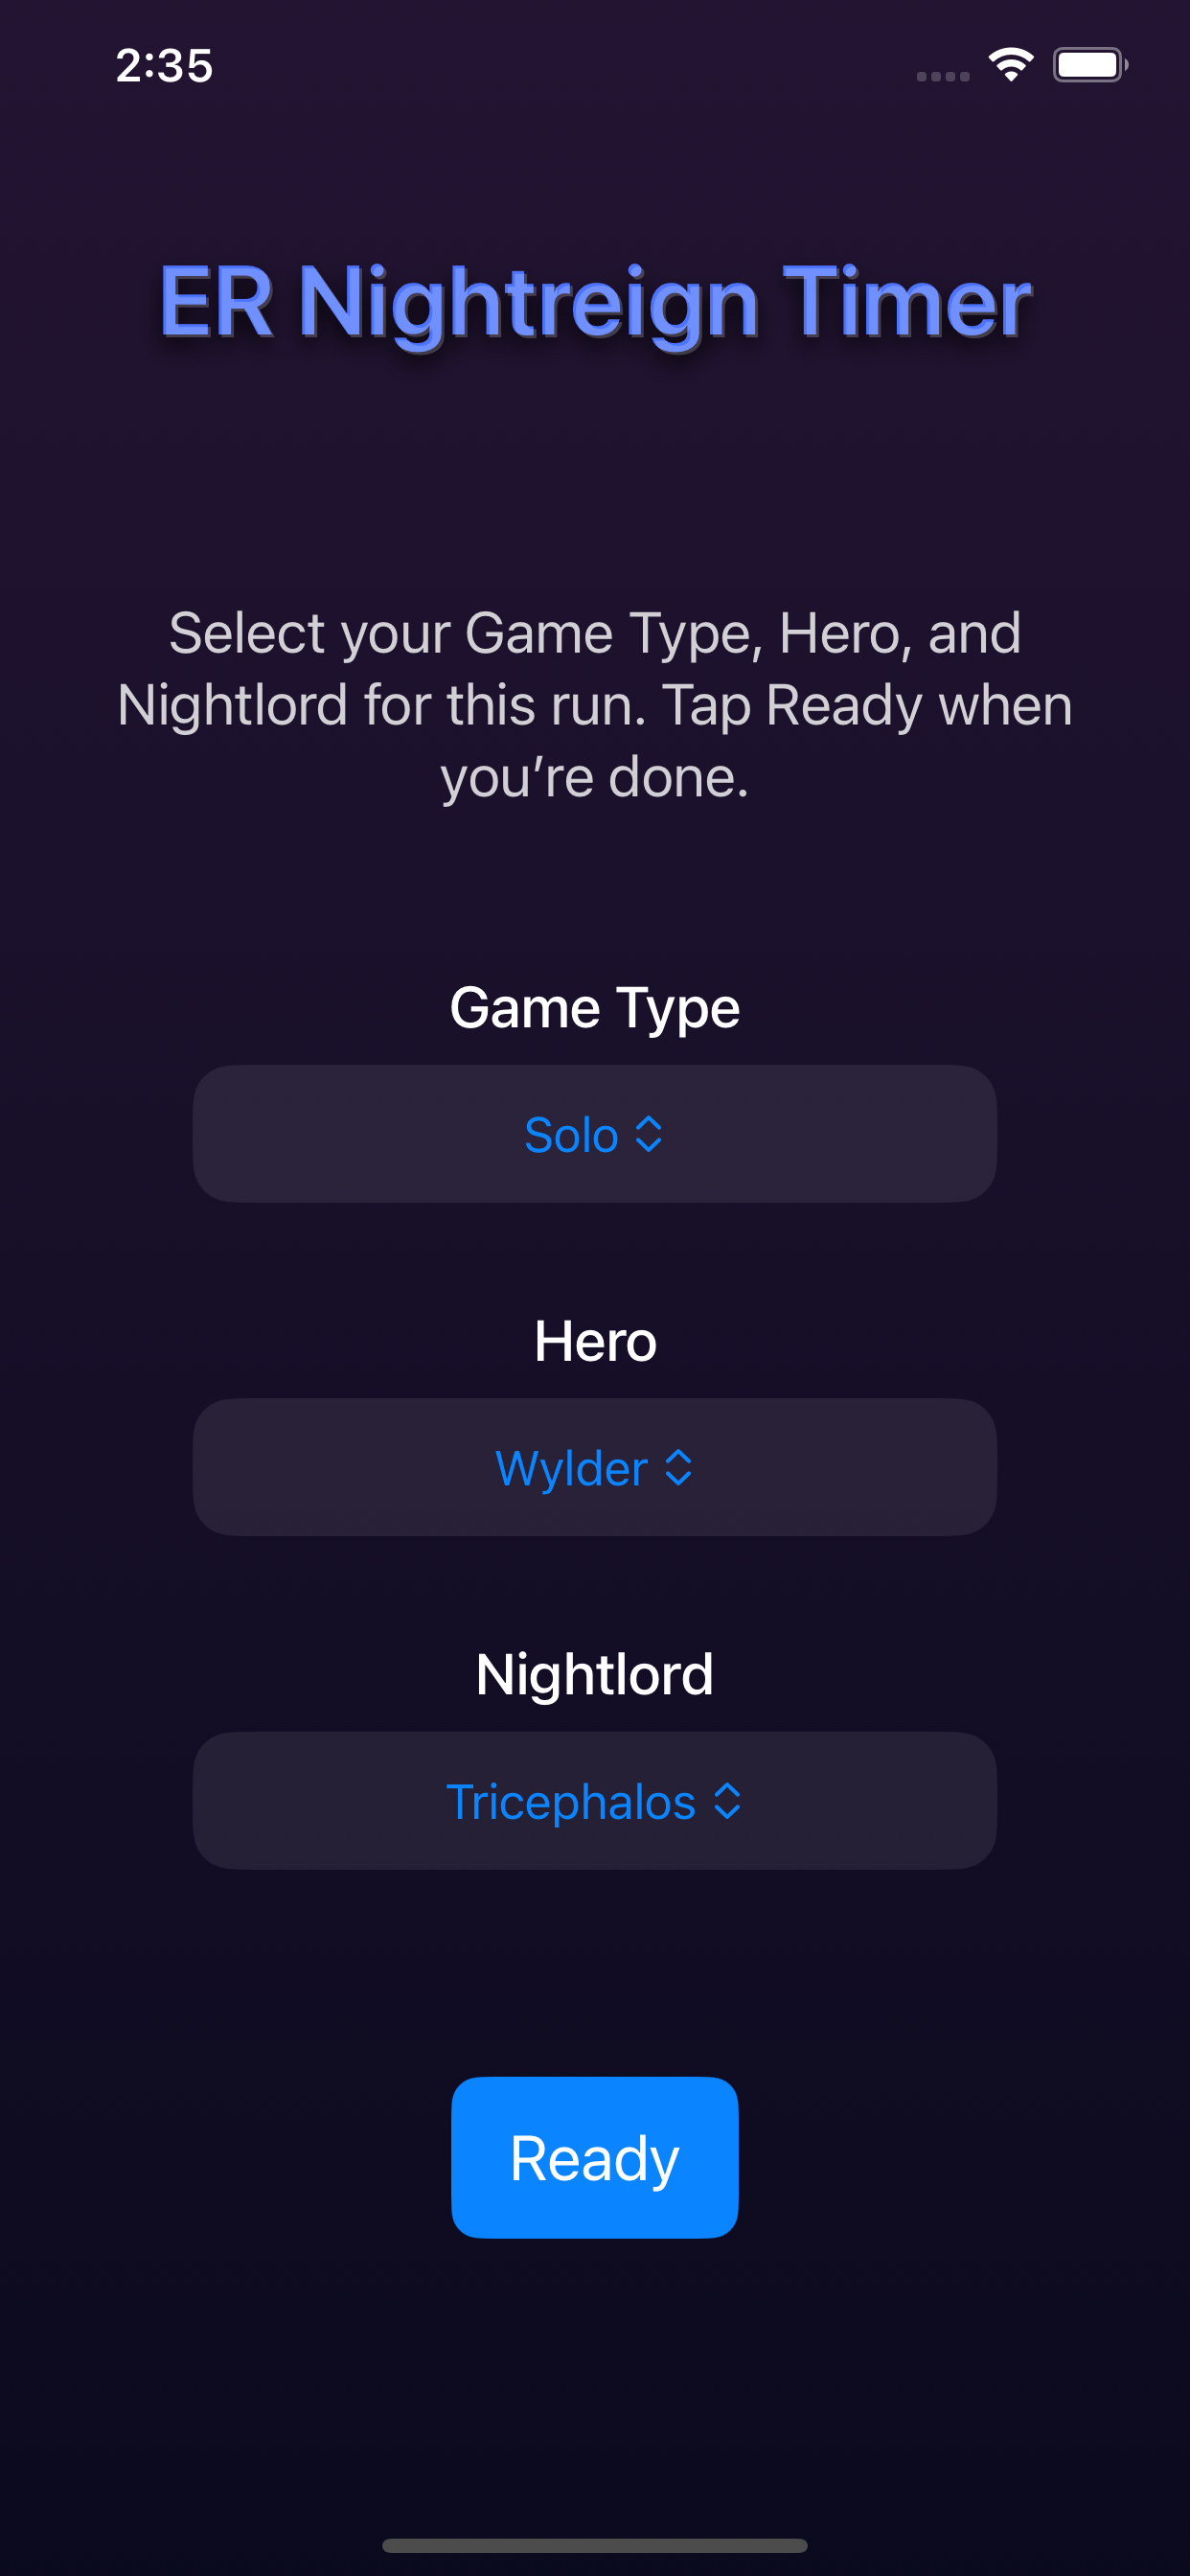 2:35
ER Nightreign Timer
Select your Game Type, Hero, and
Nightlord for this run. Tap Ready when
you’re done.
Game Type
Solo
Hero
Wylder
Nightlord
Tricephalos
Ready